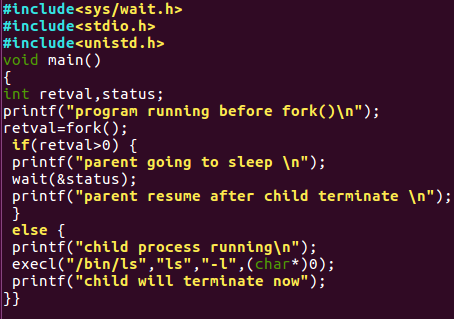 #include<sys/wait.h>
#include<stdio.h>
#include<unistd.h>
void main()
{
int retval,status;
printf("program running before fork()\n");
retval=fork();
 if(retval>0) {
 printf("parent going to sleep \n");
 wait(&status);
 printf("parent resume after child terminate \n");
 }
 else {
 printf("child process running\n");
 execl("/bin/ls","ls","-l",(char*)0);
 printf("child will terminate now");
}}